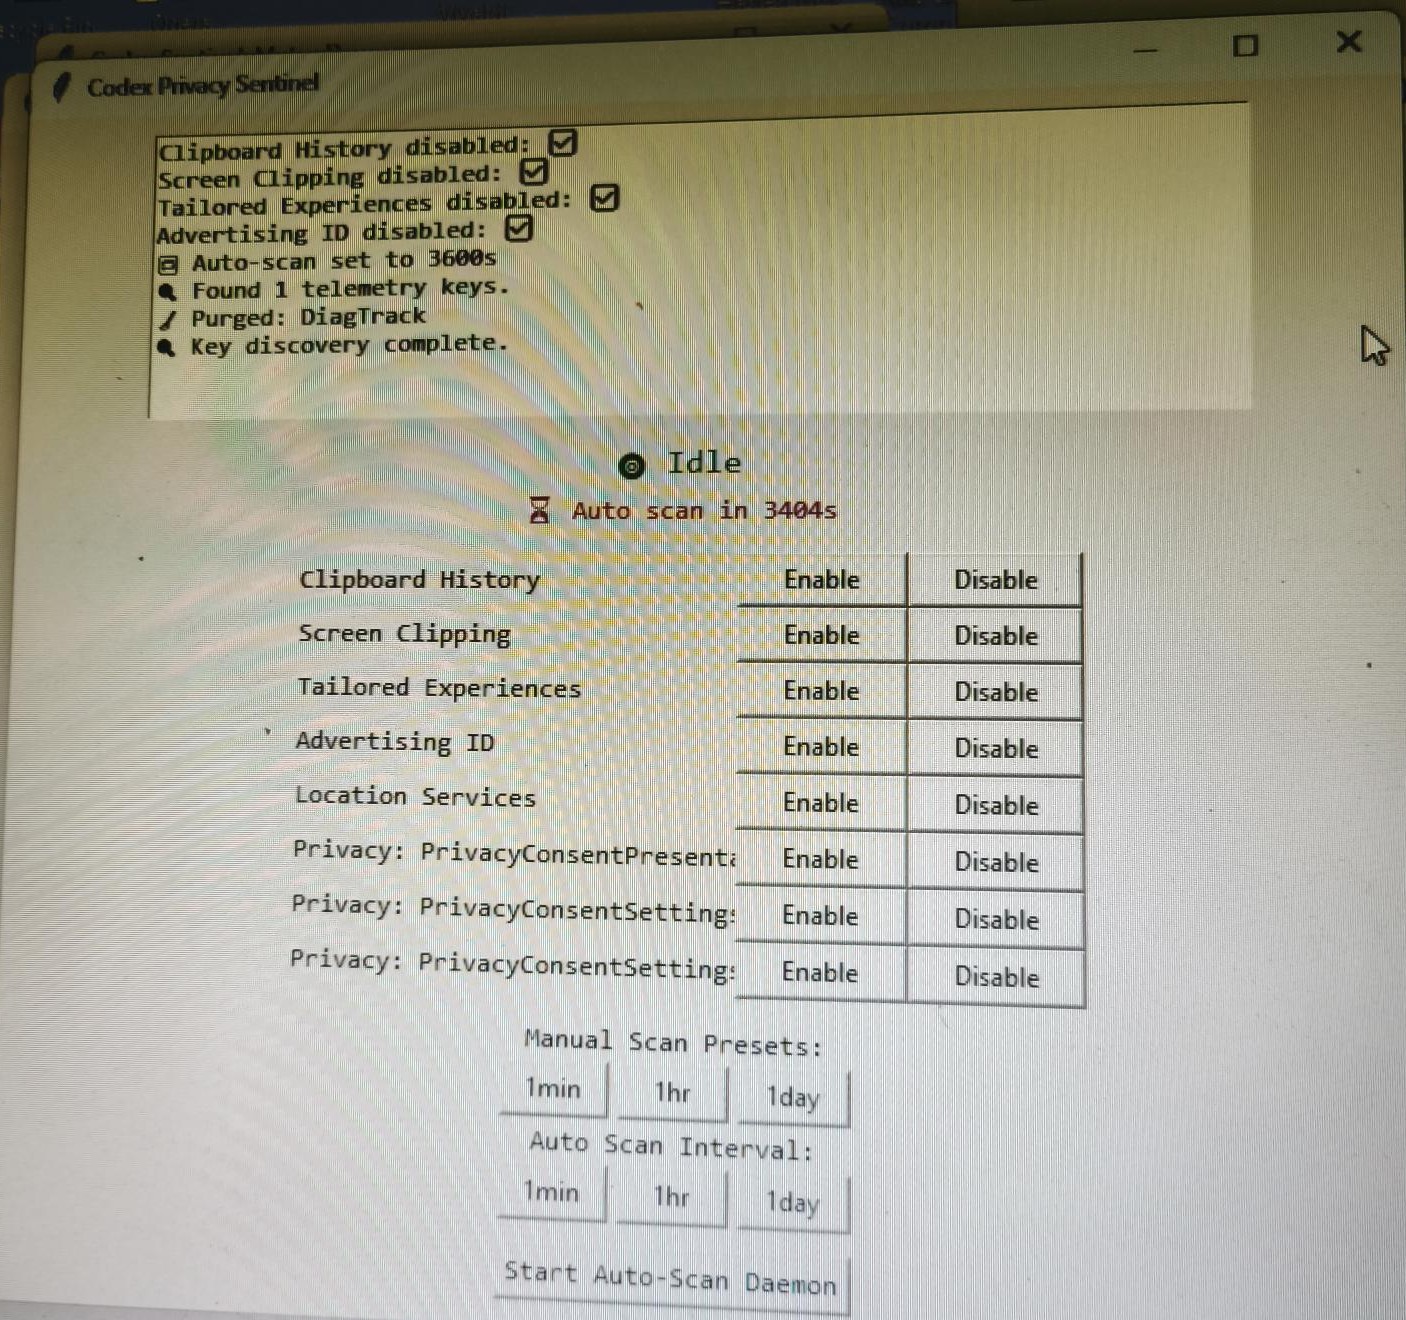 Codex Privacy Sentinel
Clipboard History disabled:
Screen Clipping disabled:
Tailored Experiences disabled:
Advertising ID disabled:
Auto-scan set to 3600s
Found 1 telemetry keys.
Purged: DiagTrack
Key discovery complete.
Idle
Auto scan in 3404s
Clipboard History Enable Disable
Screen Clipping Enable Disable
Tailored Experiences Enable Disable
Advertising ID Enable Disable
Location Services Enable Disable
Privacy: PrivacyConsentPresenta Enable Disable
Privacy: PrivacyConsentSettings Enable Disable
Privacy: PrivacyConsentSettings Enable Disable
Manual Scan Presets:
1min 1hr 1day
Auto Scan Interval:
1min 1hr 1day
Start Auto-Scan Daemon